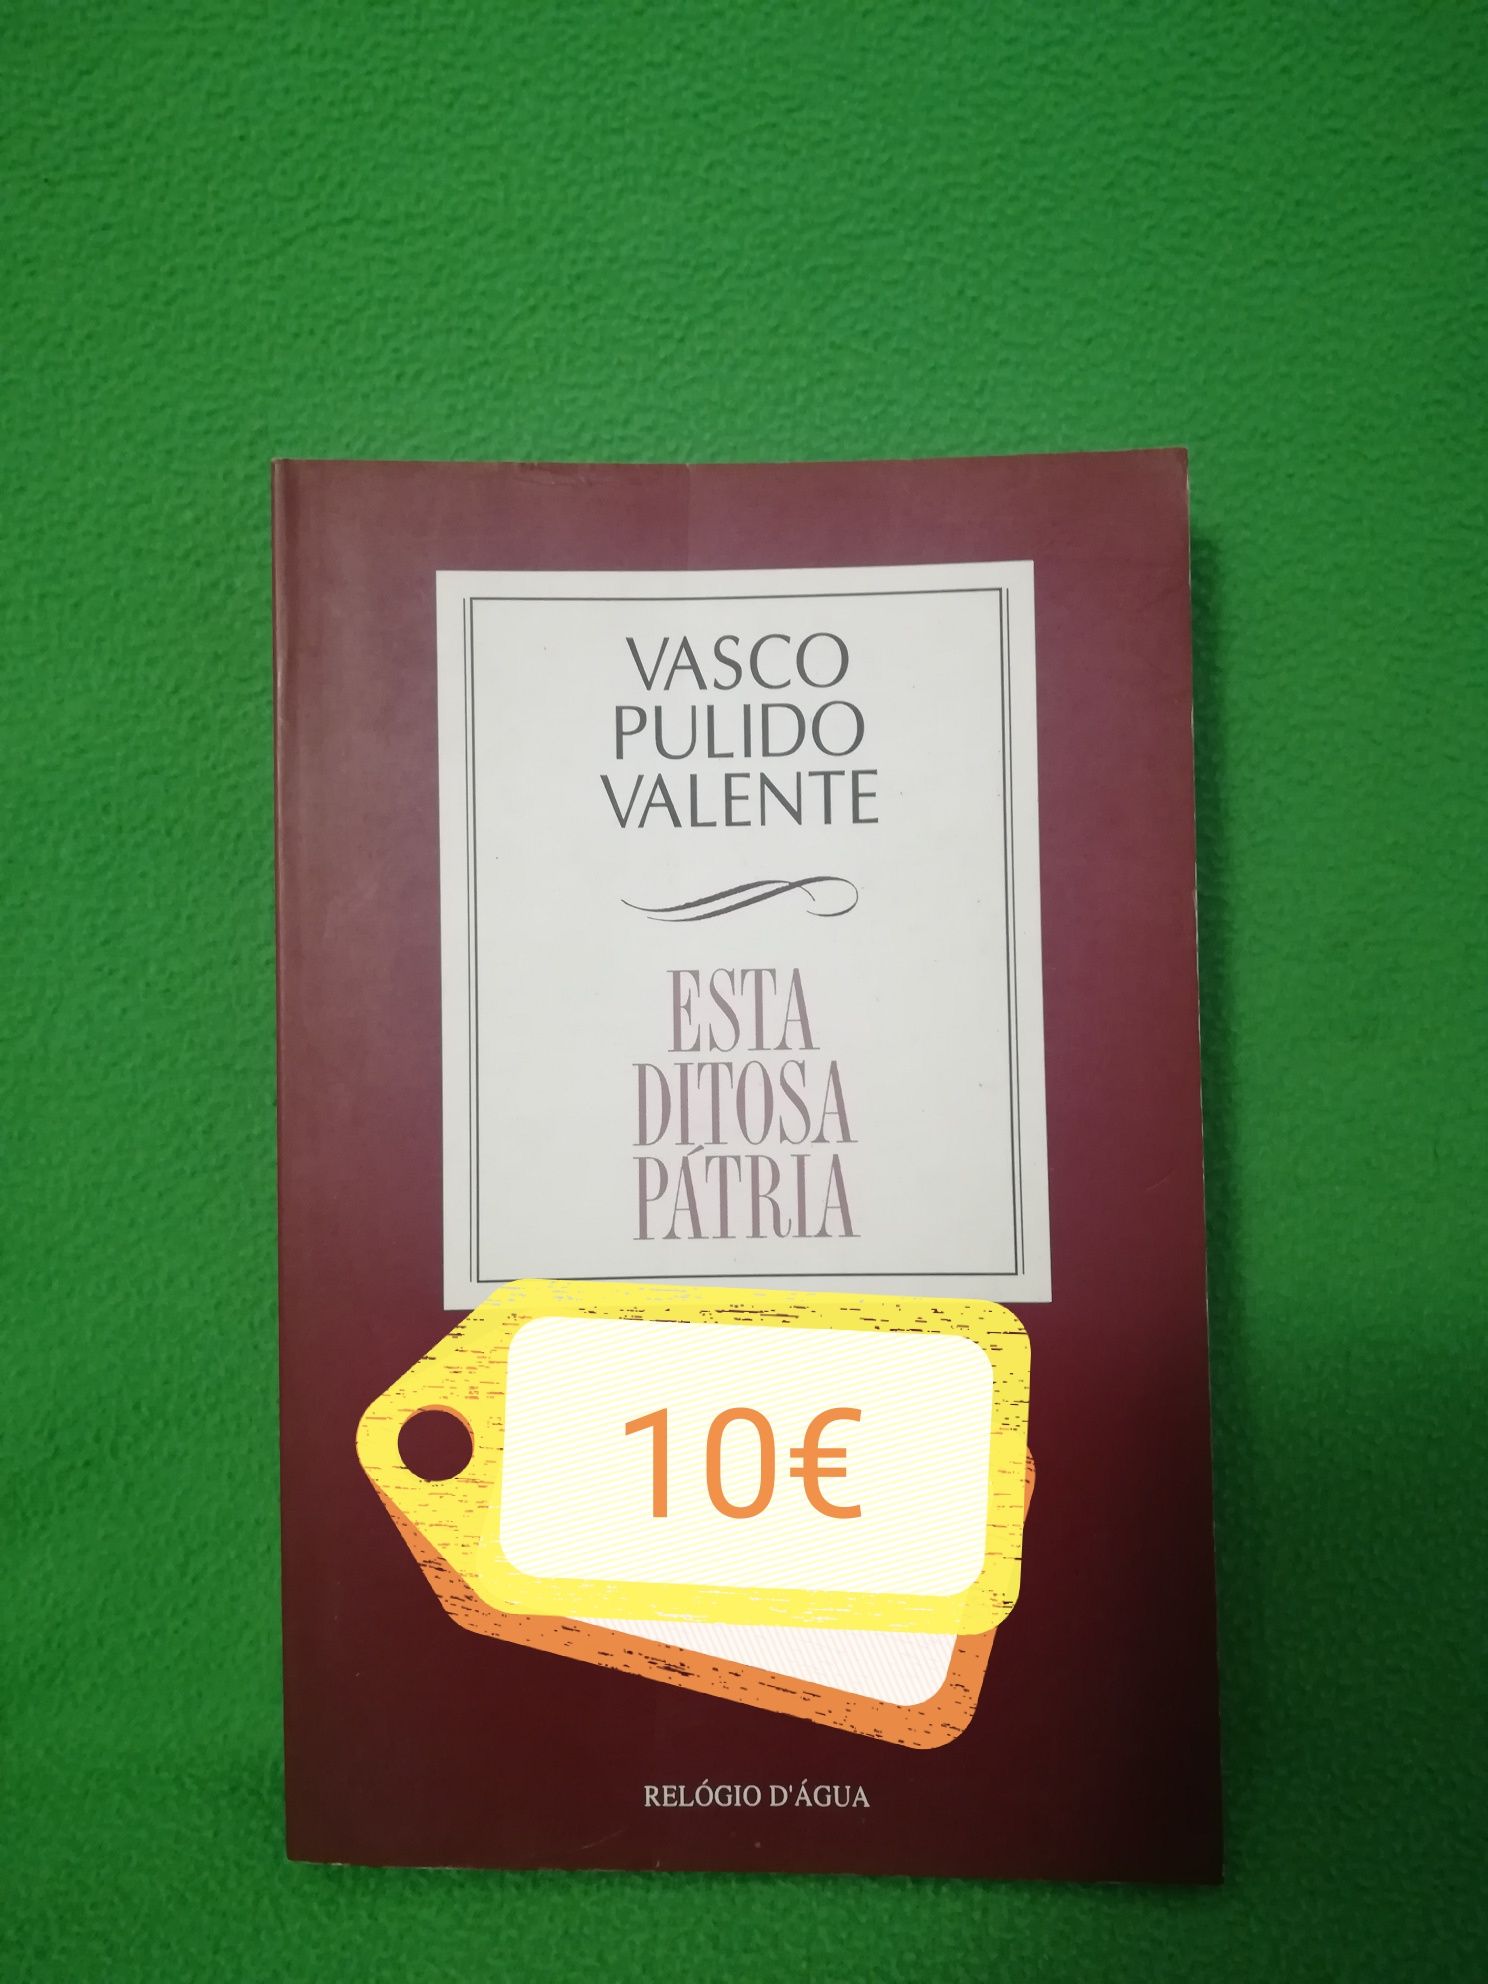 VASCO
PULIDO
VALENTE
ESTA
DITOSA
PÁTRIA
10€
RELÓGIO D'ÁGUA